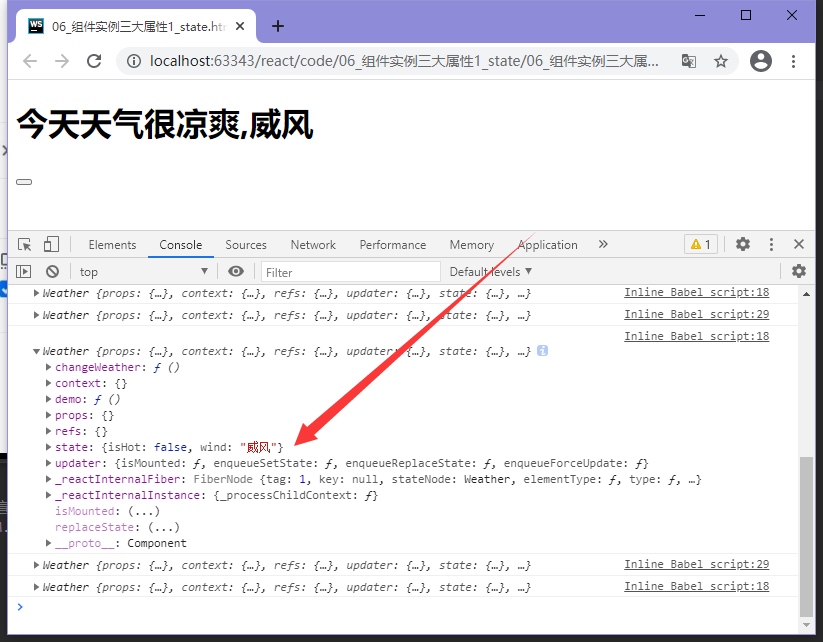 WS 06_组件实例三大属性1_state.ht
localhost:63343/react/code/06_组件实例三大属性1_state/06_组件实例三大属...
今天天气很凉爽,威风
Elements Console Sources Network Performance Memory Application » 1
top Filter Default levels
Weather {props: {…}, context: {…}, refs: {…}, updater: {…}, state: {…}, …} Inline Babel script:18
Weather {props: {…}, context: {…}, refs: {…}, updater: {…}, state: {…}, …} Inline Babel script:29
Inline Babel script:18
Weather {props: {…}, context: {…}, refs: {…}, updater: {…}, state: {…}, …} i
changeWeather: ƒ ()
context: {}
demo: ƒ ()
props: {}
refs: {}
state: {isHot: false, wind: "威风"}
updater: {isMounted: ƒ, enqueueSetState: ƒ, enqueueReplaceState: ƒ, enqueueForceUpdate: ƒ}
_reactInternalFiber: FiberNode {tag: 1, key: null, stateNode: Weather, elementType: ƒ, type: ƒ, …}
_reactInternalInstance: {_processChildContext: ƒ}
isMounted: (...)
replaceState: (...)
__proto__: Component
Weather {props: {…}, context: {…}, refs: {…}, updater: {…}, state: {…}, …} Inline Babel script:29
Weather {props: {…}, context: {…}, refs: {…}, updater: {…}, state: {…}, …} Inline Babel script:18